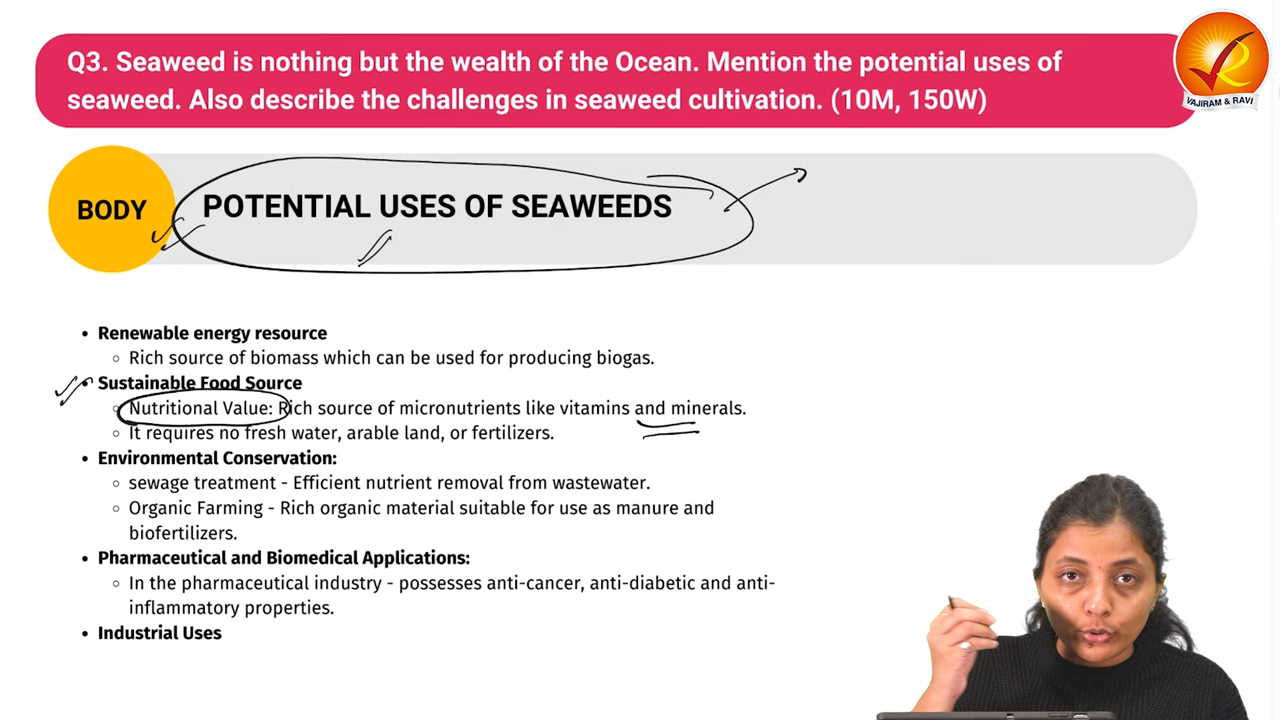 Q3. Seaweed is nothing but the wealth of the Ocean. Mention the potential uses of
seaweed. Also describe the challenges in seaweed cultivation. (10M, 150W)
VAJIRAM & RAVI
BODY
POTENTIAL USES OF SEAWEEDS
• Renewable energy resource
○ Rich source of biomass which can be used for producing biogas.
• Sustainable Food Source
○ Nutritional Value: Rich source of micronutrients like vitamins and minerals.
○ It requires no fresh water, arable land, or fertilizers.
• Environmental Conservation:
○ sewage treatment - Efficient nutrient removal from wastewater.
○ Organic Farming - Rich organic material suitable for use as manure and
biofertilizers.
• Pharmaceutical and Biomedical Applications:
○ In the pharmaceutical industry - possesses anti-cancer, anti-diabetic and anti-
inflammatory properties.
• Industrial Uses